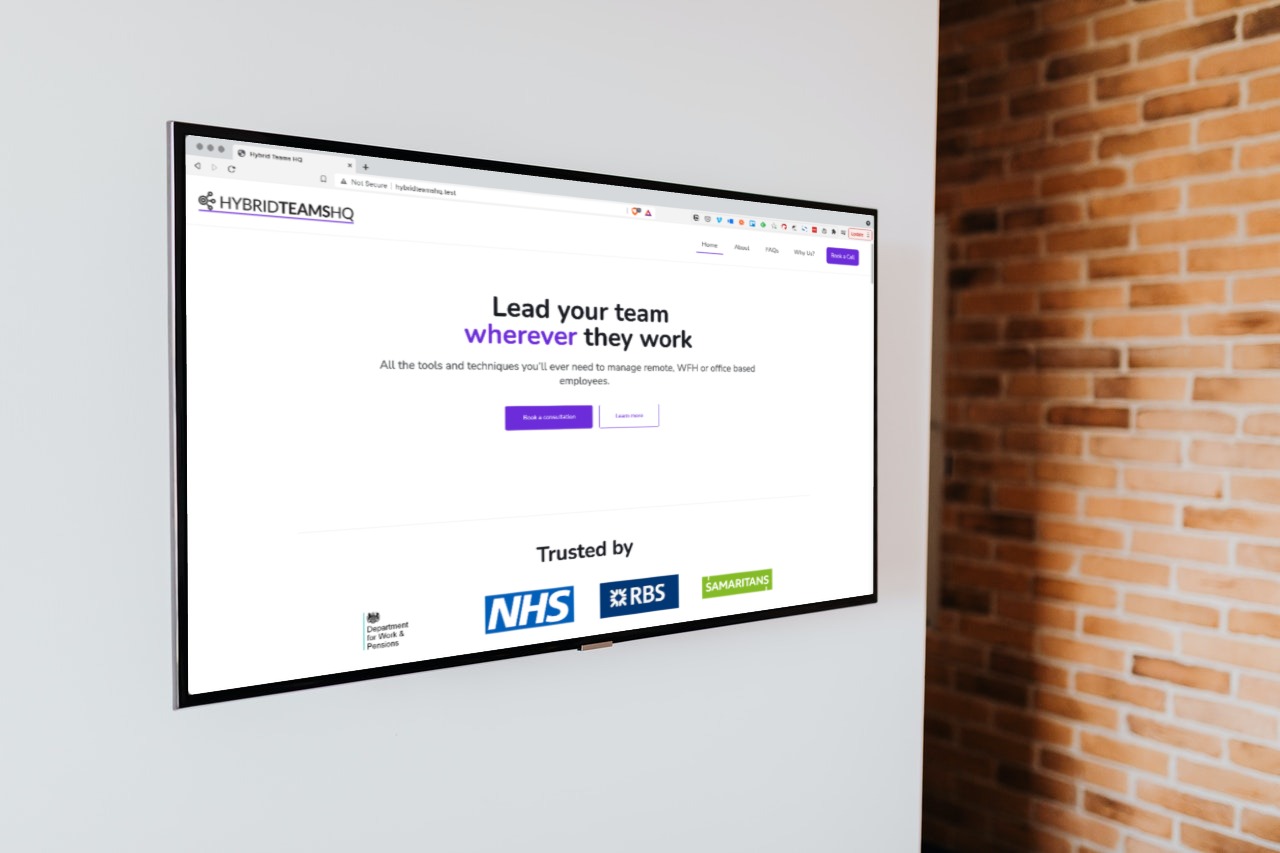 Hybrid Teams HQ
Not Secure | hybridteamshq.test
Update
HYBRIDTEAMSHQ
Home About FAQs Why Us? Book a Call
Lead your team
wherever they work
All the tools and techniques you'll ever need to manage remote, WFH or office based
employees.
Book a consultation Learn more
Trusted by
Department
for Work &
Pensions
NHS
RBS
SAMARITANS